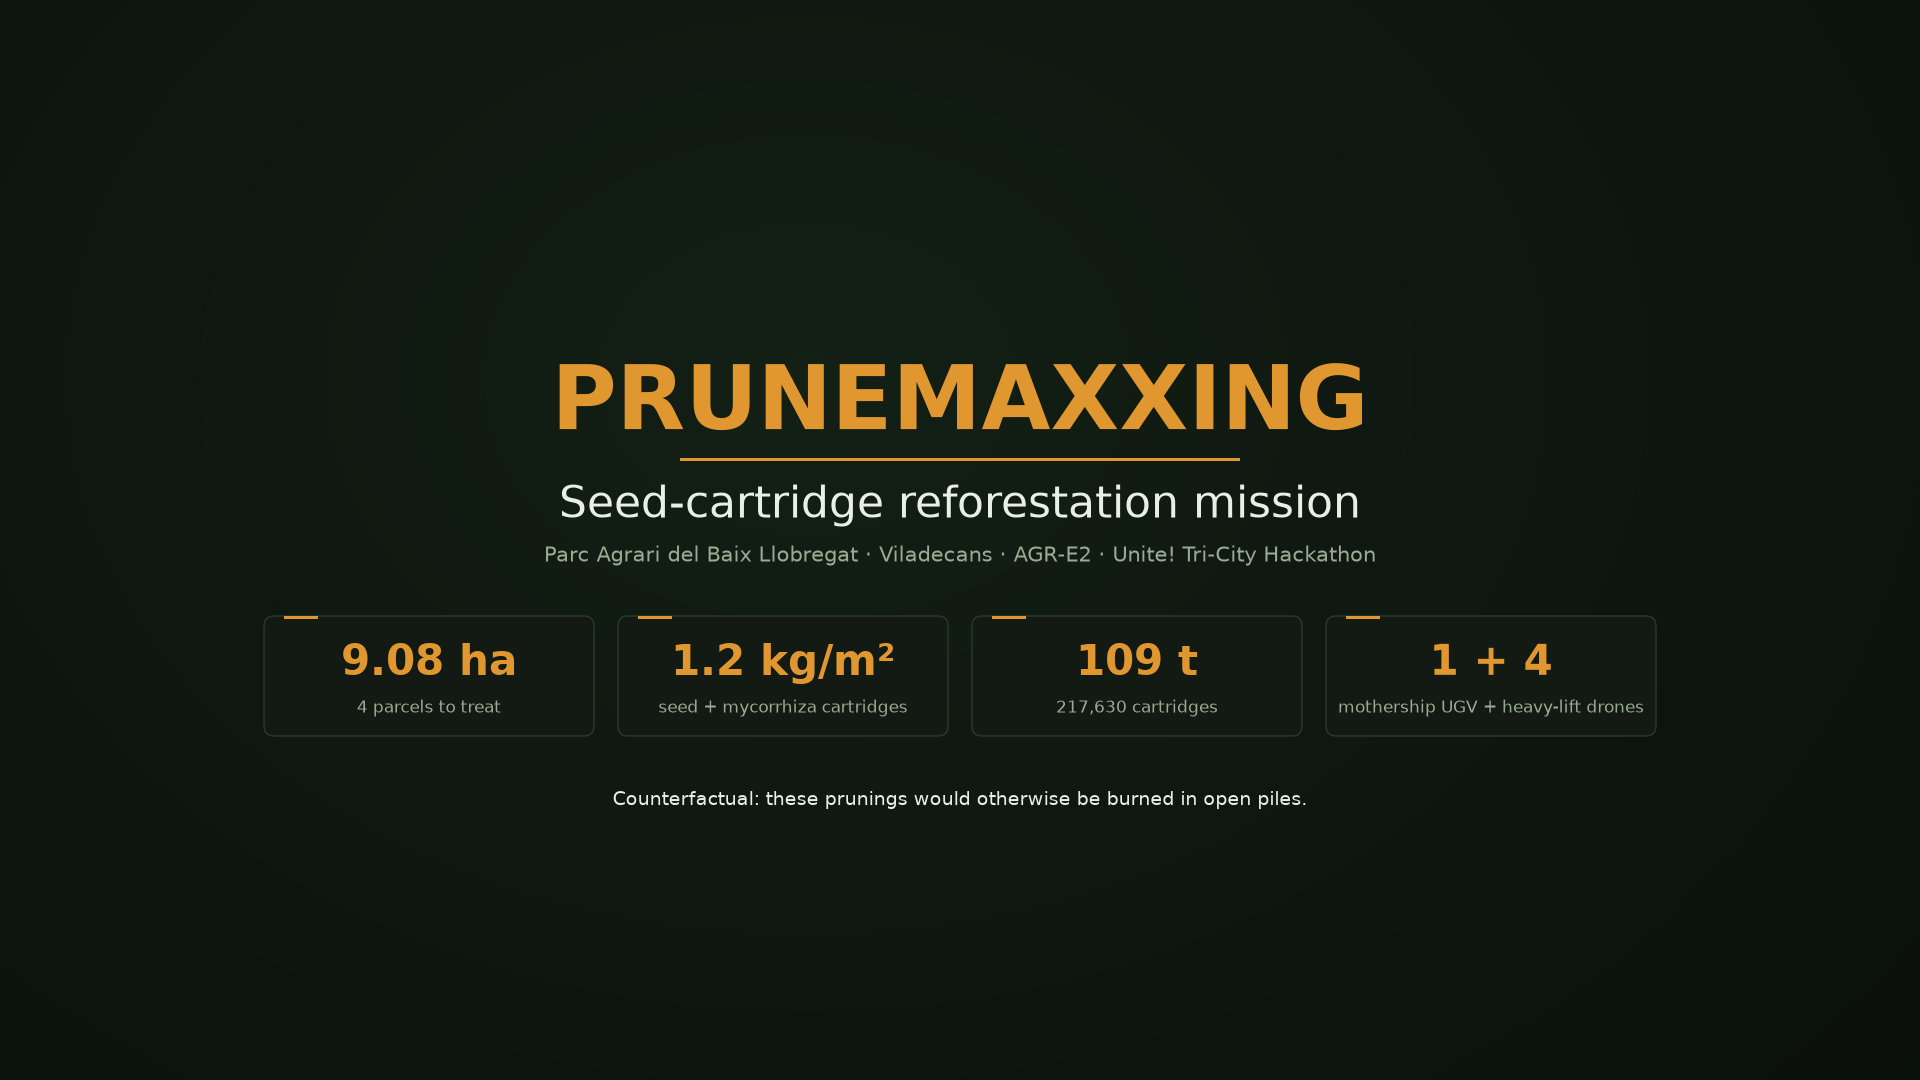 PRUNEMAXXING
Seed-cartridge reforestation mission
Parc Agrari del Baix Llobregat · Viladecans · AGR-E2 · Unite! Tri-City Hackathon
9.08 ha
4 parcels to treat
1.2 kg/m²
seed + mycorrhiza cartridges
109 t
217,630 cartridges
1 + 4
mothership UGV + heavy-lift drones
Counterfactual: these prunings would otherwise be burned in open piles.